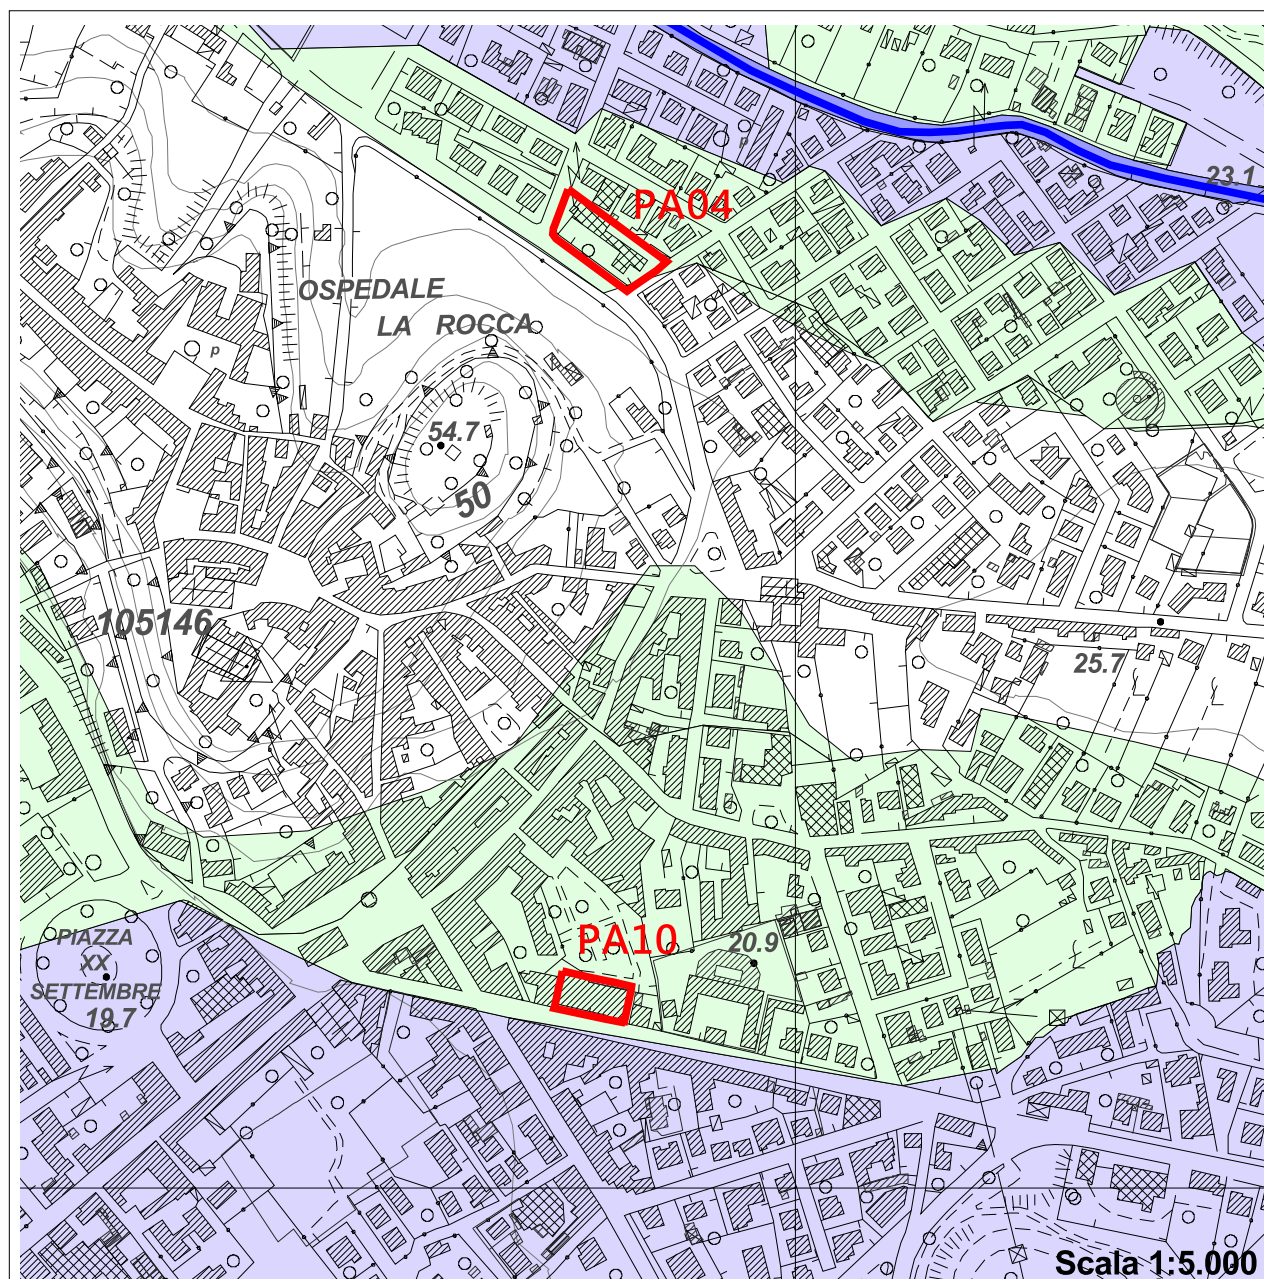 23.1
PA04
OSPEDALE
LA ROCCA
p
p
54.7
50
105146
25.7
PA10
20.9
PIAZZA
XX
SETTEMBRE
19.7
Scala 1:5.000